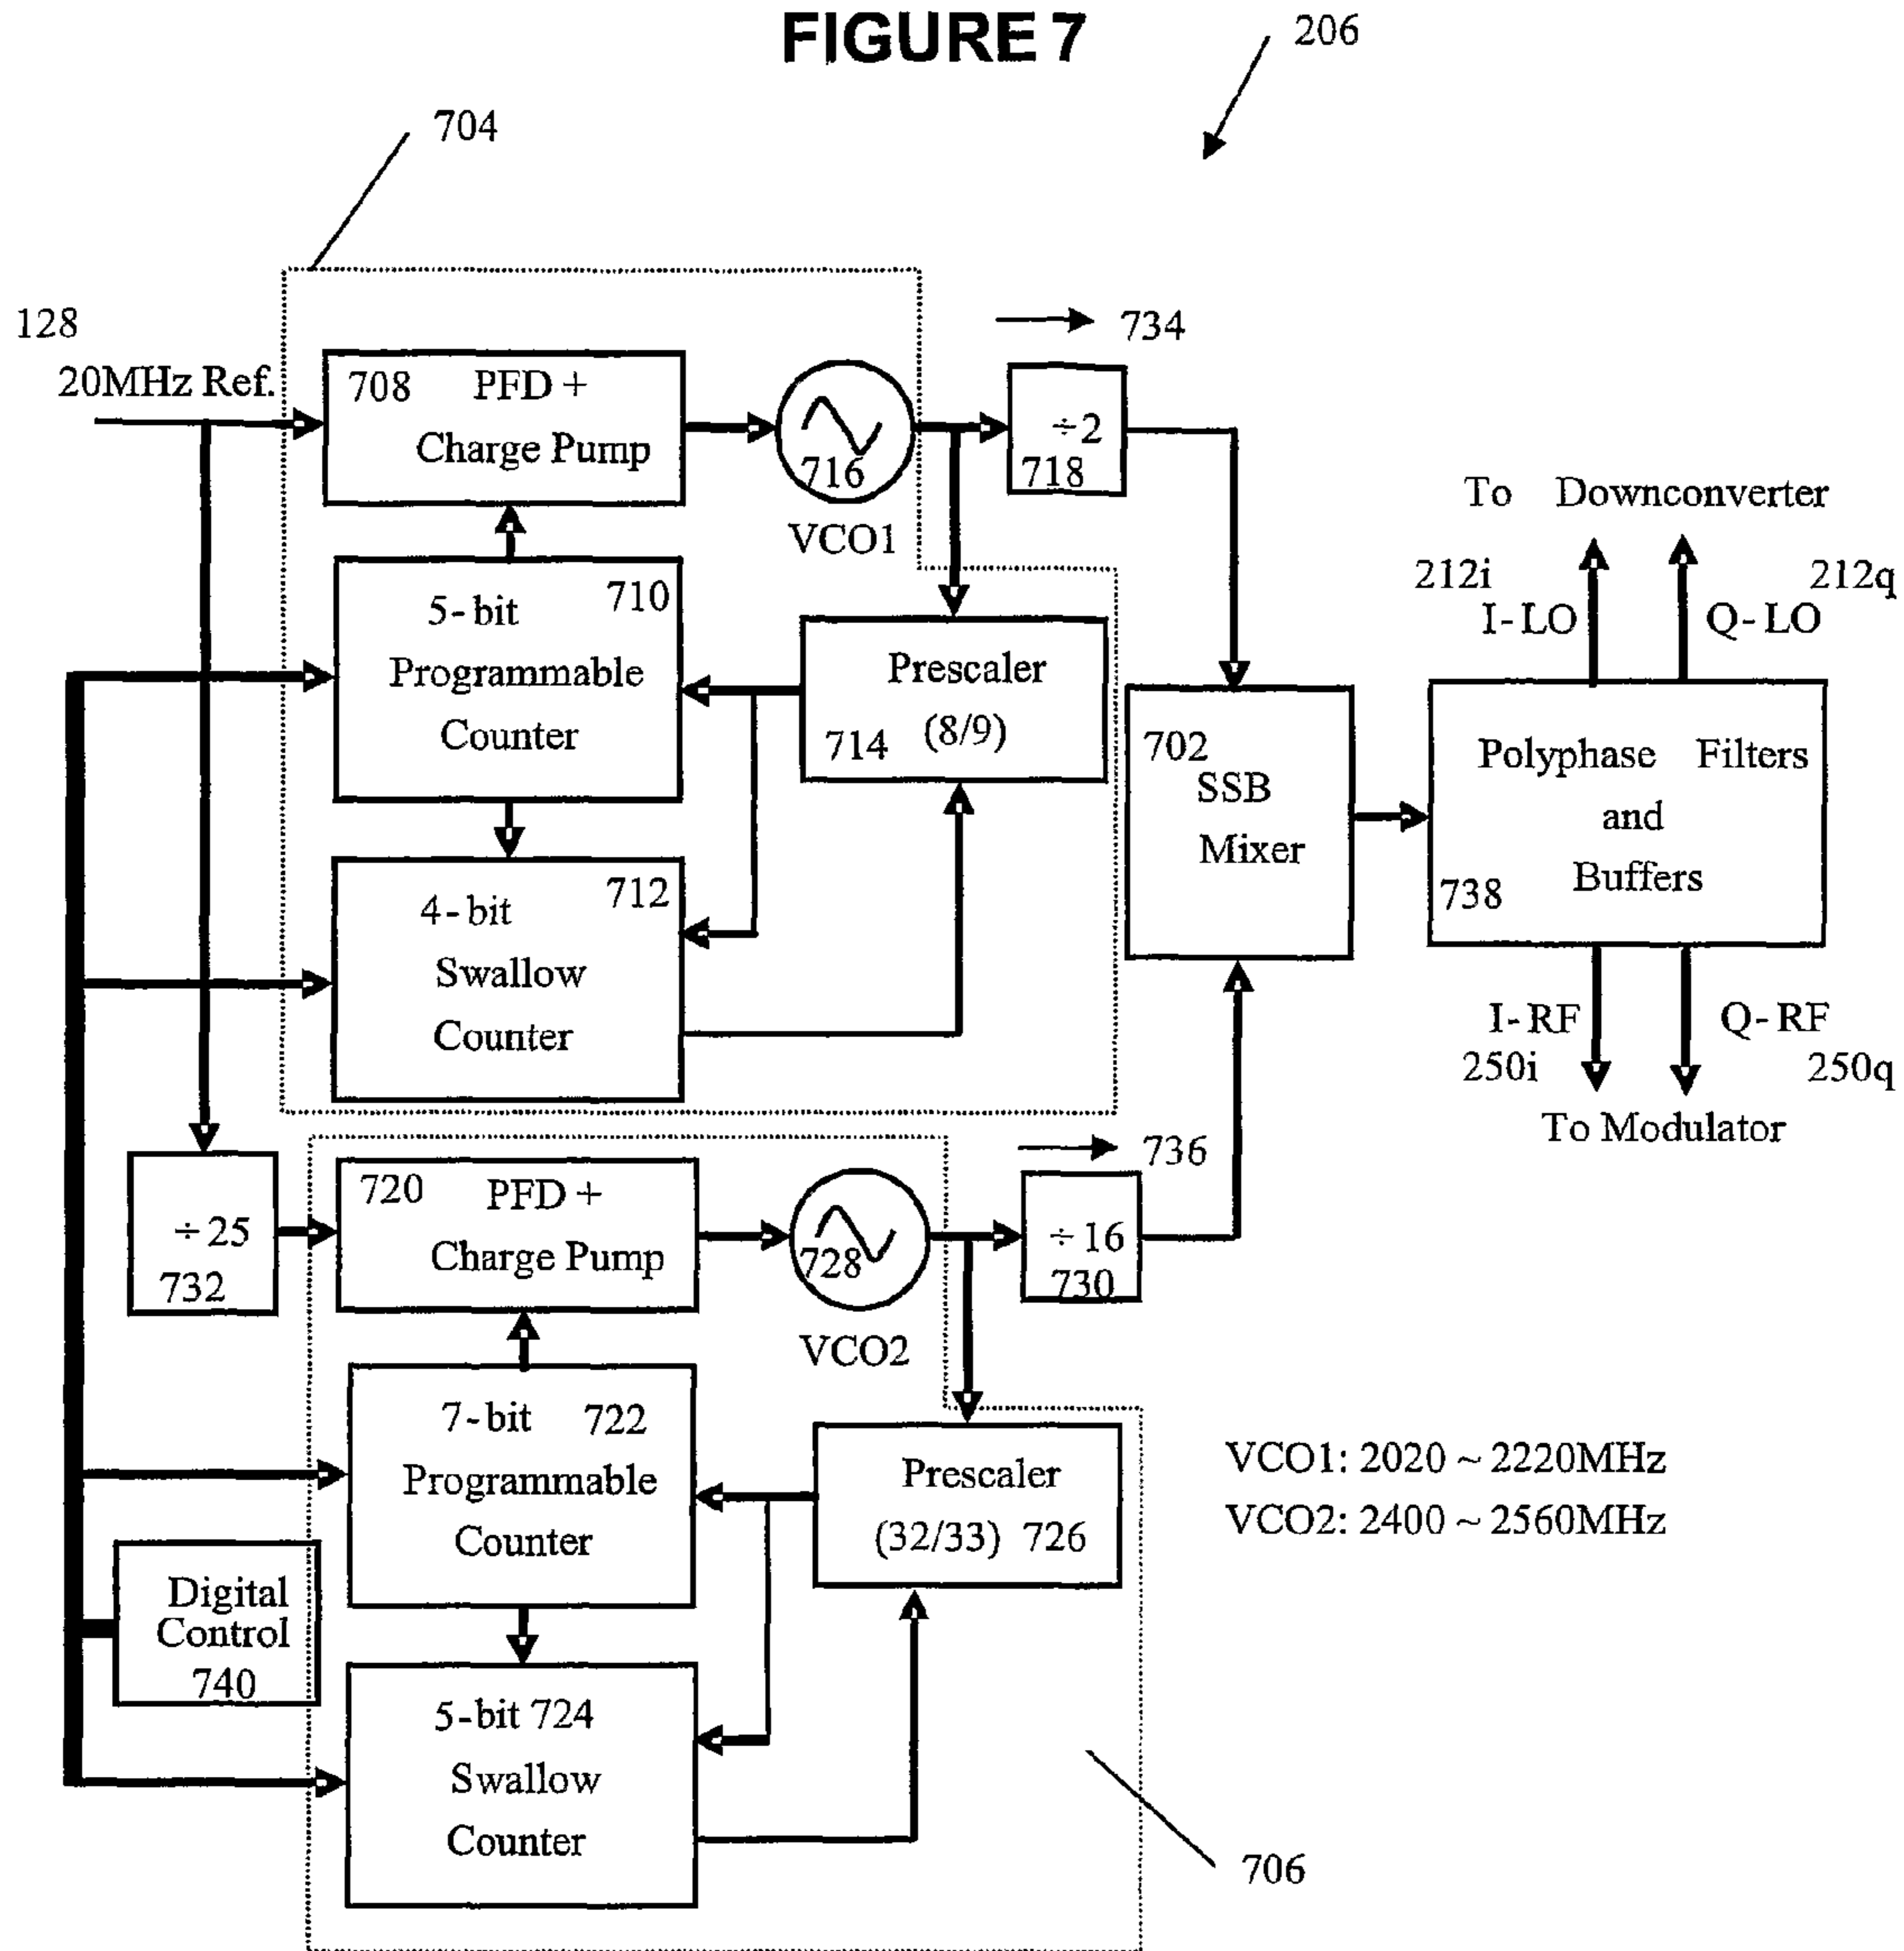 FIGURE 7
206
704
128
20MHz Ref.
708 PFD +
Charge Pump
716
VCO1
734
÷2
718
5-bit 710
Programmable
Counter
Prescaler
(8/9)
714
4-bit 712
Swallow
Counter
702
SSB
Mixer
To Downconverter
212i 212q
I-LO Q-LO
Polyphase Filters
and
Buffers
738
I-RF Q-RF
250i 250q
To Modulator
÷25
732
720 PFD +
Charge Pump
728
VCO2
736
÷16
730
7-bit 722
Programmable
Counter
Prescaler
(32/33) 726
VCO1: 2020 ~ 2220MHz
VCO2: 2400 ~ 2560MHz
Digital
Control
740
5-bit 724
Swallow
Counter
706